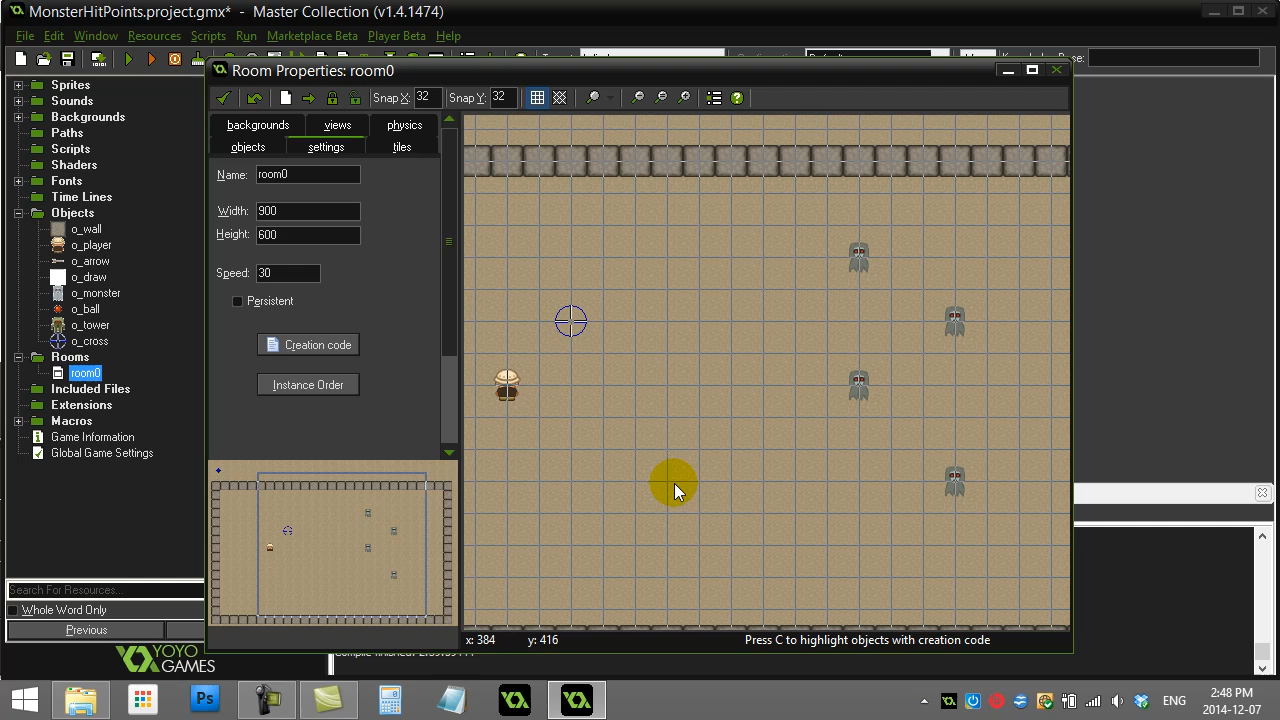 MonsterHitPoints.project.gmx* - Master Collection (v1.4.1474)
File Edit Window Resources Scripts Run Marketplace Beta Player Beta Help
Room Properties: room0
Snap X: 32 Snap Y: 32
Sprites
Sounds
Backgrounds
Paths
Scripts
Shaders
Fonts
Time Lines
Objects
o_wall
o_player
o_arrow
o_draw
o_monster
o_ball
o_tower
o_cross
Rooms
room0
Included Files
Extensions
Macros
Game Information
Global Game Settings
Search For Resources...
Whole Word Only
Previous
YOYO
GAMES
backgrounds views physics
objects settings tiles
Name: room0
Width: 900
Height: 600
Speed: 30
Persistent
Creation code
Instance Order
x: 384 y: 416 Press C to highlight objects with creation code
Ps
ENG
2:48 PM
2014-12-07